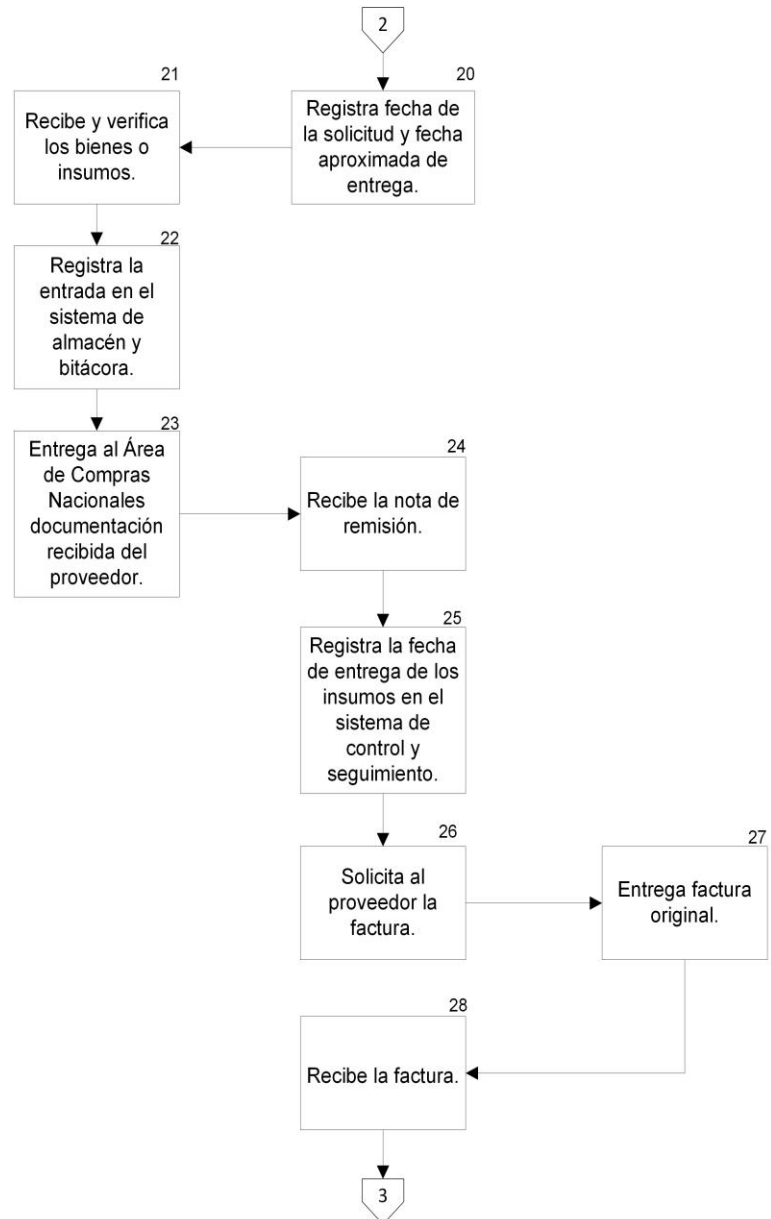 2
20
Registra fecha de
la solicitud y fecha
aproximada de
entrega.
21
Recibe y verifica
los bienes o
insumos.
22
Registra la
entrada en el
sistema de
almacén y
bitácora.
23
Entrega al Área
de Compras
Nacionales
documentación
recibida del
proveedor.
24
Recibe la nota de
remisión.
25
Registra la fecha
de entrega de los
insumos en el
sistema de
control y
seguimiento.
26
Solicita al
proveedor la
factura.
27
Entrega factura
original.
28
Recibe la factura.
3